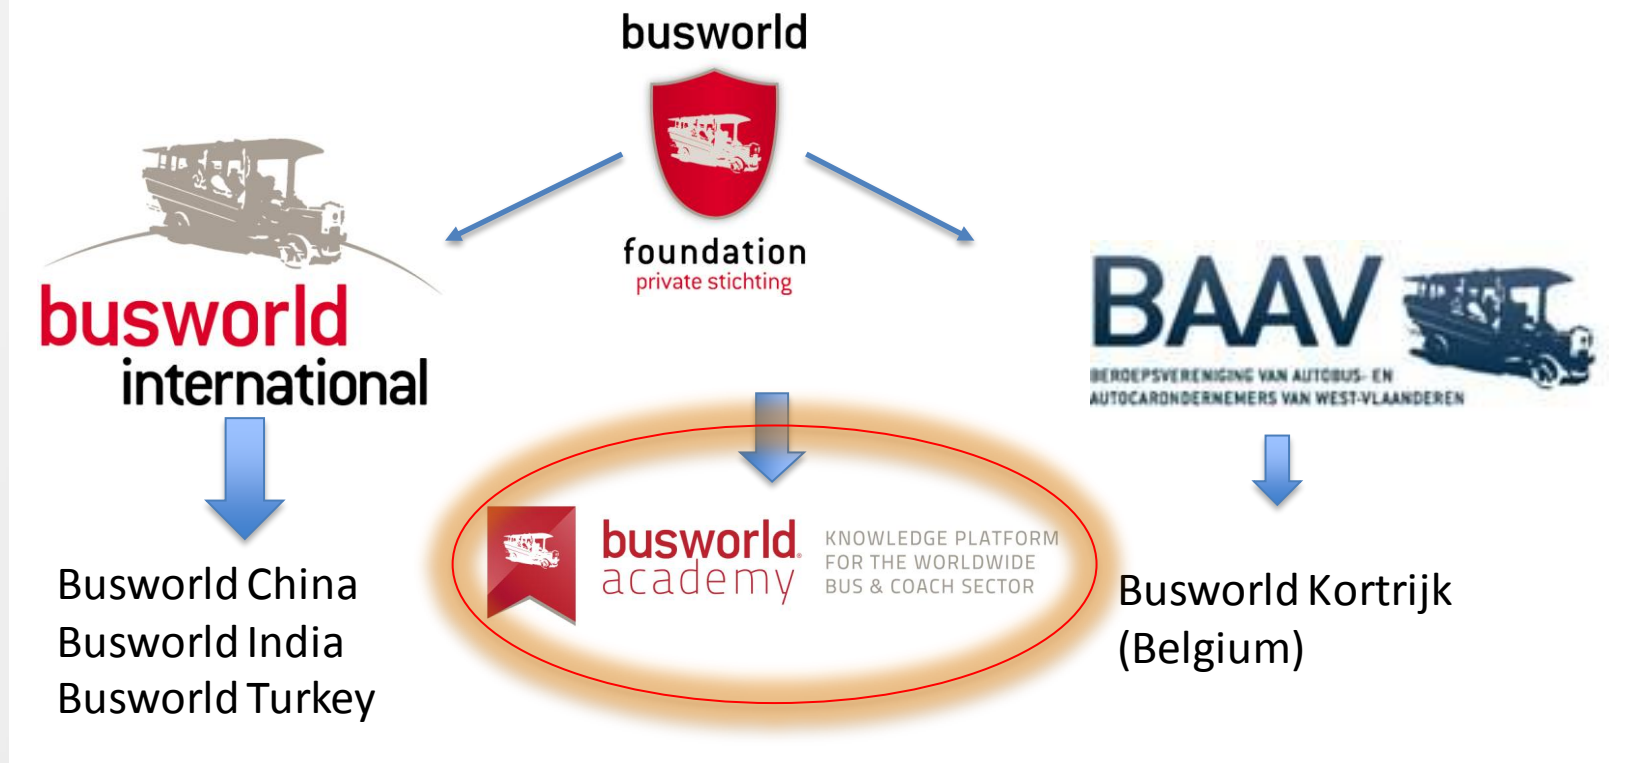 busworld
foundation
private stichting
busworld
international
BAAV
BEROEPSVERENIGING VAN AUTOBUS- EN
AUTOCARONDERNEMERS VAN WEST-VLAANDEREN
busworld®
academy
KNOWLEDGE PLATFORM
FOR THE WORLDWIDE
BUS & COACH SECTOR
Busworld China
Busworld India
Busworld Turkey
Busworld Kortrijk
(Belgium)